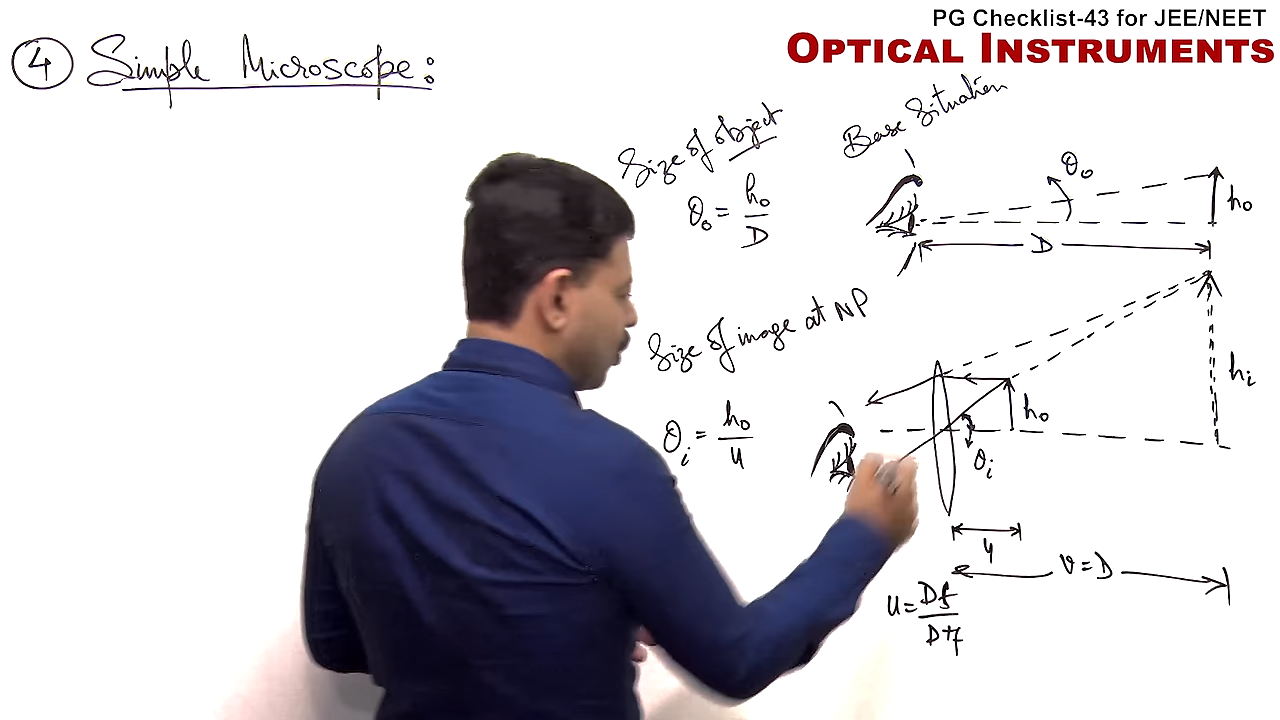 PG Checklist-43 for JEE/NEET
OPTICAL INSTRUMENTS
4 Simple Microscope:
Size of object
θo = ho/D
Base Situation
θo
ho
D
Size of image at NP
θi = ho/u
hi
ho
θi
u
v = D
u = Df/D+f